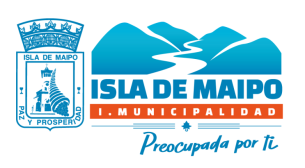 ISLA DE MAIPO
PAZ Y PROSPERIDAD
ISLA DE MAIPO
I. MUNICIPALIDAD
Preocupada por ti